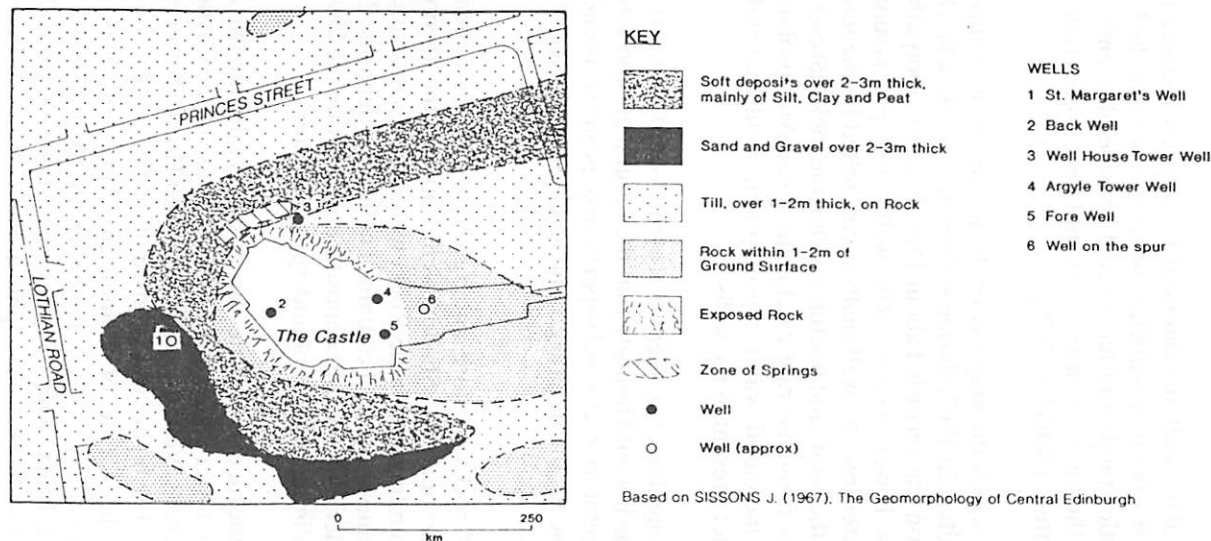 PRINCES STREET
LOTHIAN ROAD
3
2
4
6
The Castle
5
1
0 250
km
KEY
Soft deposits over 2-3m thick,
mainly of Silt, Clay and Peat
Sand and Gravel over 2-3m thick
Till, over 1-2m thick, on Rock
Rock within 1-2m of
Ground Surface
Exposed Rock
Zone of Springs
Well
Well (approx)
WELLS
1 St. Margaret's Well
2 Back Well
3 Well House Tower Well
4 Argyle Tower Well
5 Fore Well
6 Well on the spur
Based on SISSONS J. (1967). The Geomorphology of Central Edinburgh